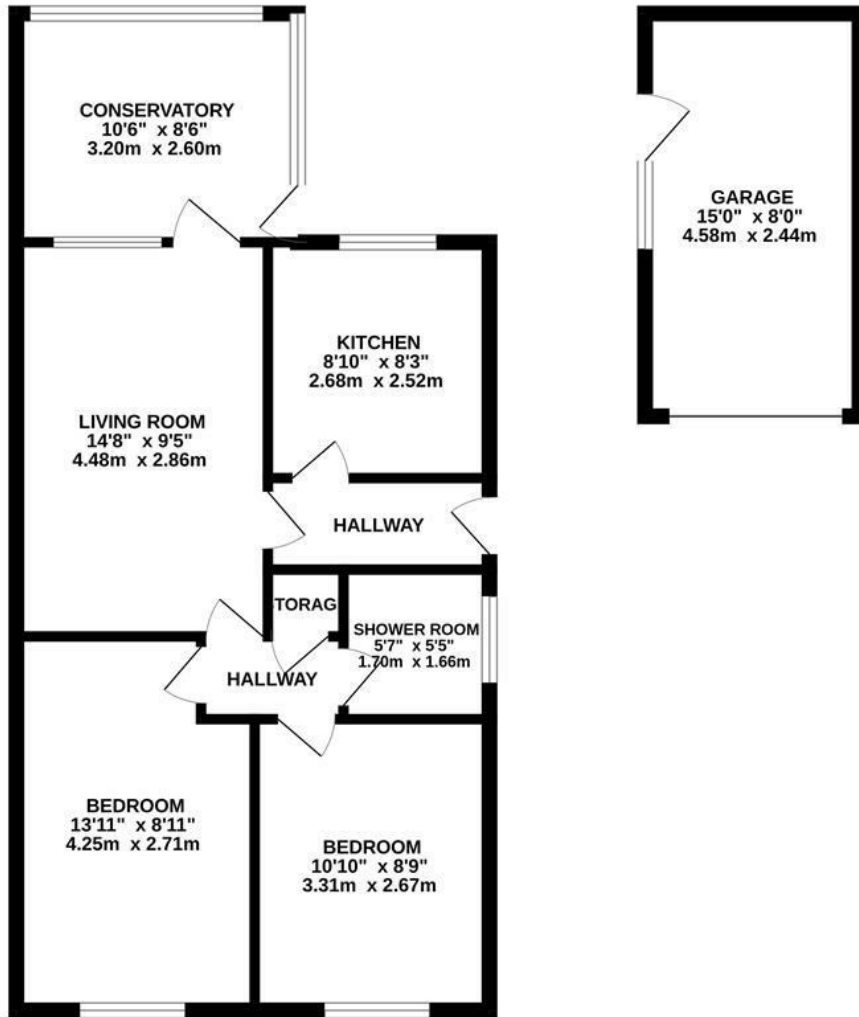 CONSERVATORY
10'6" x 8'6"
3.20m x 2.60m
GARAGE
15'0" x 8'0"
4.58m x 2.44m
KITCHEN
8'10" x 8'3"
2.68m x 2.52m
LIVING ROOM
14'8" x 9'5"
4.48m x 2.86m
HALLWAY
TORAG
SHOWER ROOM
5'7" x 5'5"
1.70m x 1.66m
HALLWAY
BEDROOM
13'11" x 8'11"
4.25m x 2.71m
BEDROOM
10'10" x 8'9"
3.31m x 2.67m